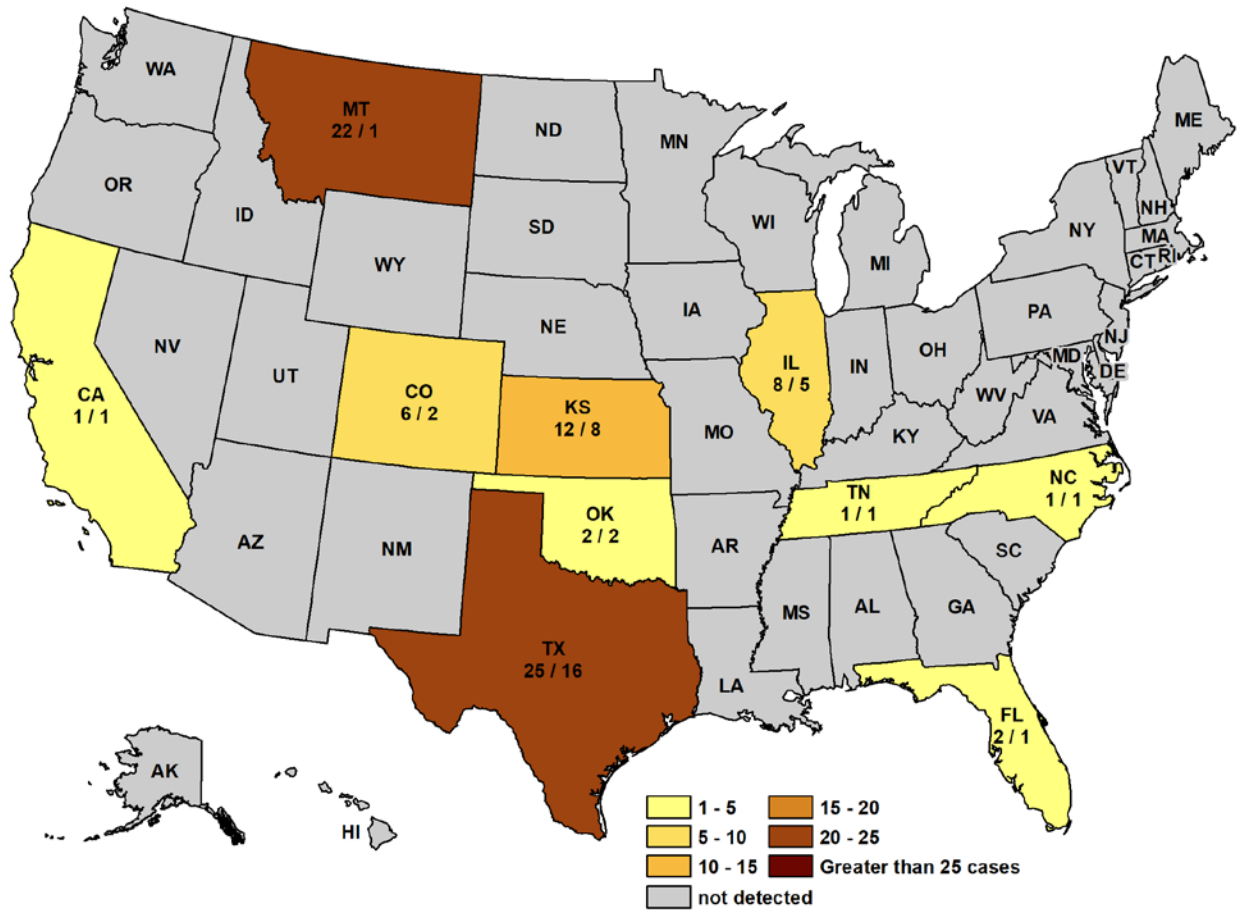 WA
MT
22 / 1
ND
MN
ME
VT
OR
ID
SD
WI
NH
NY
MA
CT RI
WY
MI
IA
NE
PA
NV
UT
NJ
OH
MD
DE
IN
IL
8 / 5
CA
1 / 1
CO
6 / 2
KS
12 / 8
WV
VA
MO
KY
TN
1 / 1
NC
1 / 1
OK
2 / 2
AZ
NM
AR
SC
MS
AL
GA
TX
25 / 16
LA
FL
2 / 1
AK
HI
1 - 5
15 - 20
5 - 10
20 - 25
10 - 15
Greater than 25 cases
not detected